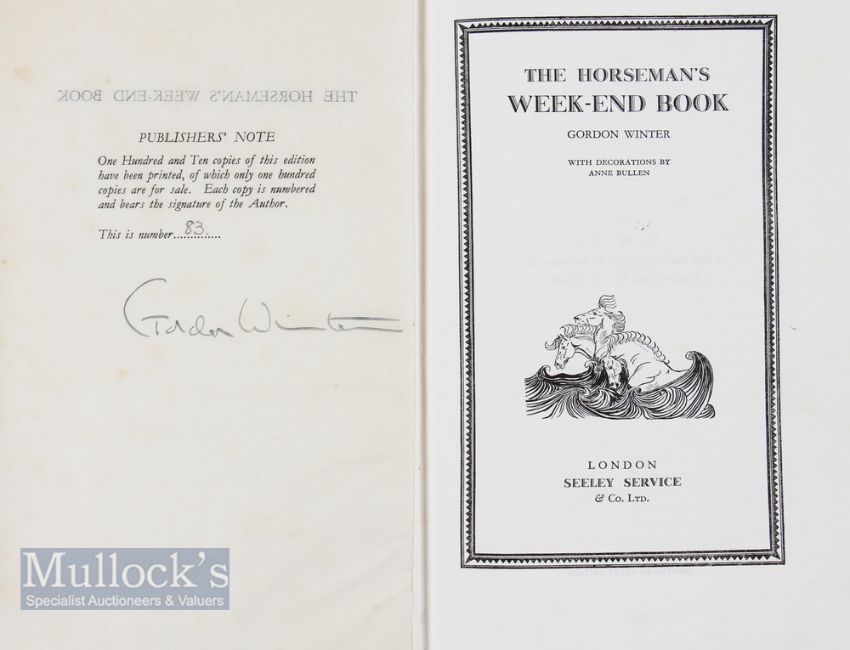 THE HORSEMAN'S WEEK-END BOOK
PUBLISHERS' NOTE
One Hundred and Ten copies of this edition
have been printed, of which only one hundred
copies are for sale. Each copy is numbered
and bears the signature of the Author.
This is number....83......
Gordon Winter
Mullock's
Specialist Auctioneers & Valuers
THE HORSEMAN'S
WEEK-END BOOK
GORDON WINTER
WITH DECORATIONS BY
ANNE BULLEN
LONDON
SEELEY SERVICE
& Co. LTD.